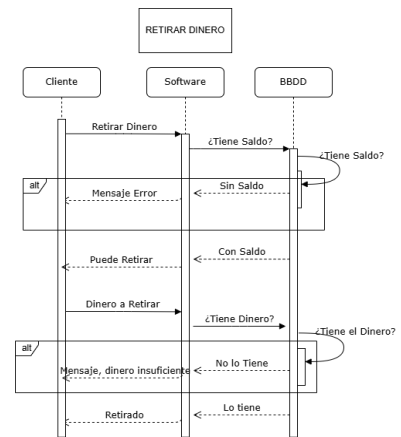 RETIRAR DINERO
Cliente
Software
BBDD
Retirar Dinero
¿Tiene Saldo?
¿Tiene Saldo?
alt
Sin Saldo
Mensaje Error
Con Saldo
Puede Retirar
Dinero a Retirar
¿Tiene Dinero?
¿Tiene el Dinero?
alt
No lo Tiene
Mensaje, dinero insuficiente
Lo tiene
Retirado